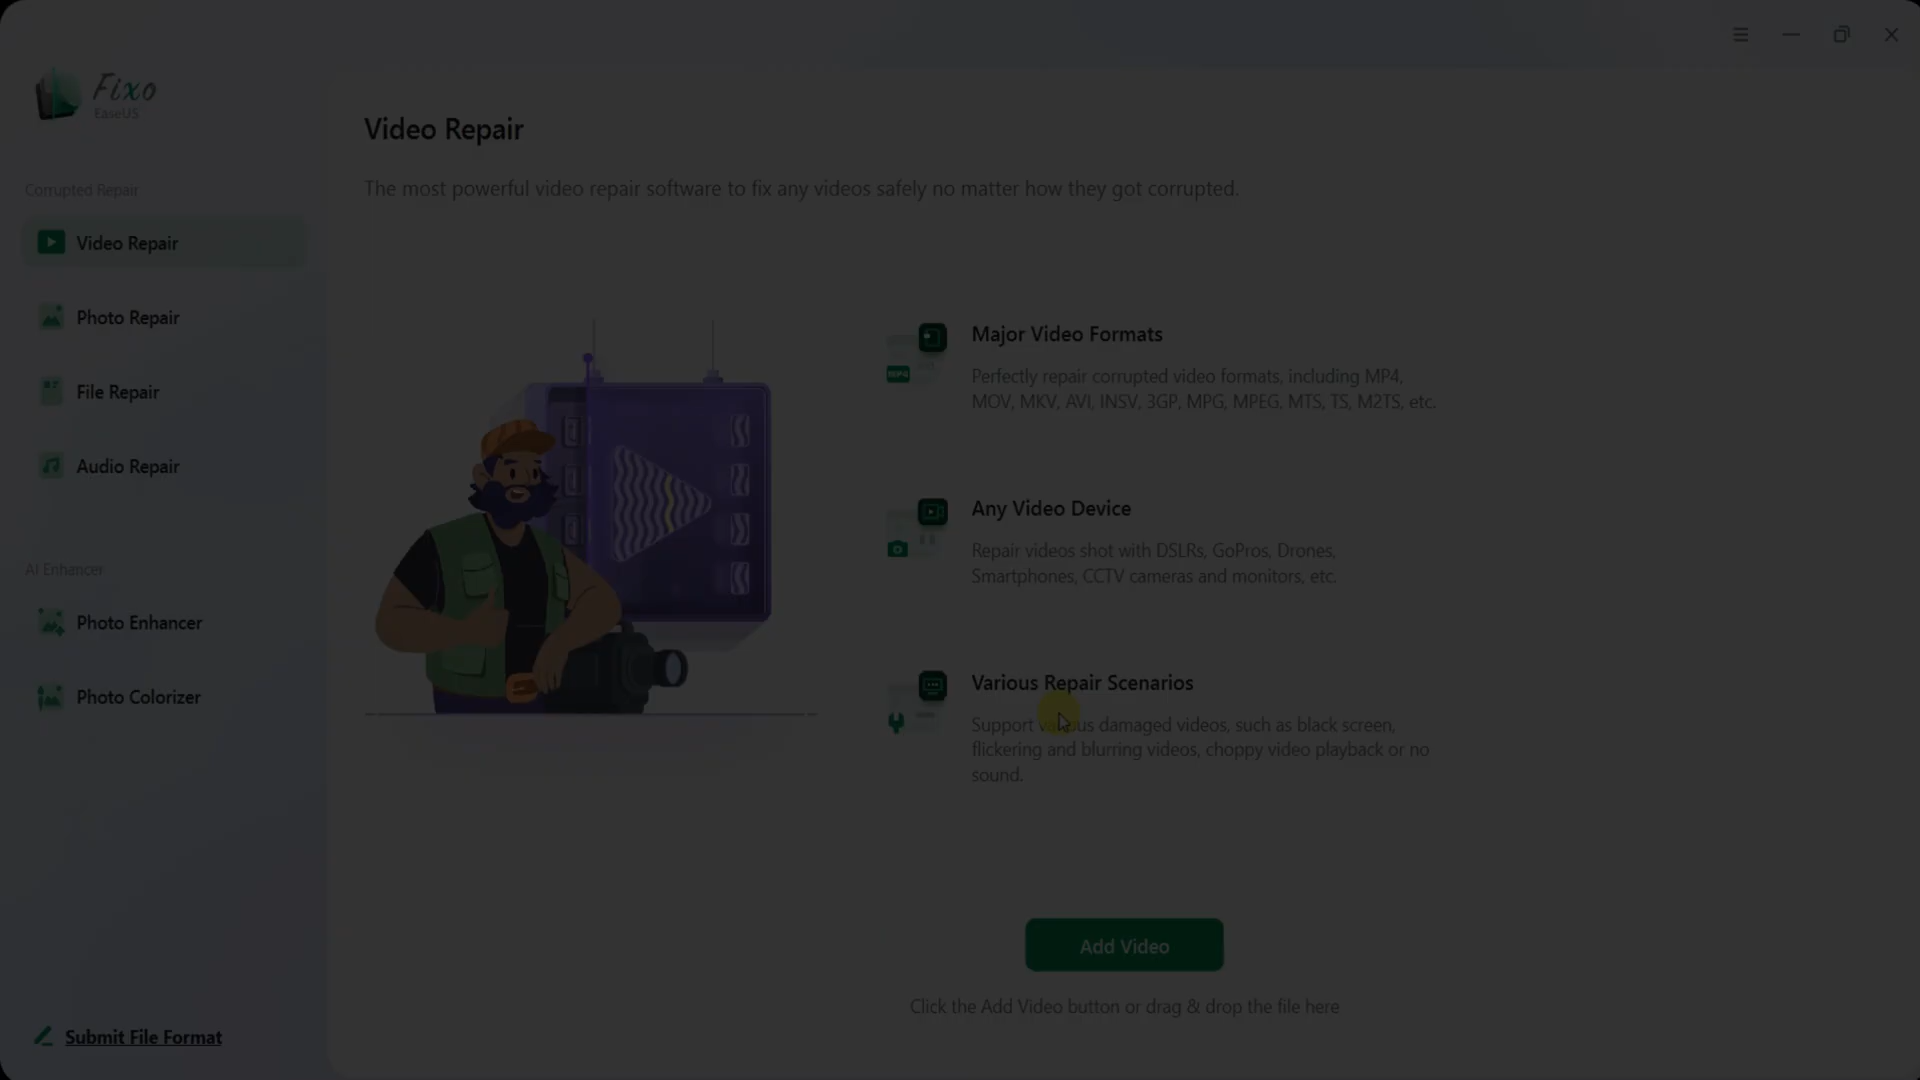 Fixo
EaseUS
Corrupted Repair
Video Repair
Photo Repair
File Repair
Audio Repair
AI Enhancer
Photo Enhancer
Photo Colorizer
Submit File Format
Video Repair
The most powerful video repair software to fix any videos safely no matter how they got corrupted.
Major Video Formats
Perfectly repair corrupted video formats, including MP4,
MOV, MKV, AVI, INSV, 3GP, MPG, MPEG, MTS, TS, M2TS, etc.
Any Video Device
Repair videos shot with DSLRs, GoPros, Drones,
Smartphones, CCTV cameras and monitors, etc.
Various Repair Scenarios
Support various damaged videos, such as black screen,
flickering and blurring videos, choppy video playback or no
sound.
Add Video
Click the Add Video button or drag & drop the file here